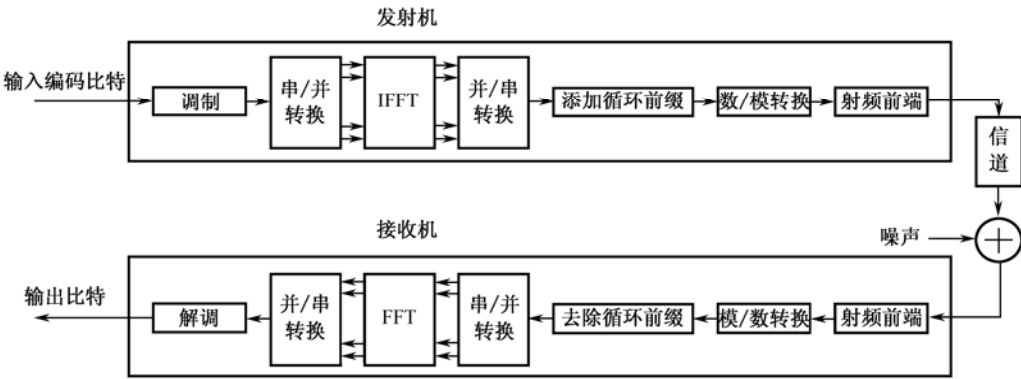 发射机
输入编码比特
调制
串/并
转换
IFFT
并/串
转换
添加循环前缀
数/模转换
射频前端
信
道
噪声
接收机
输出比特
解调
并/串
转换
FFT
串/并
转换
去除循环前缀
模/数转换
射频前端